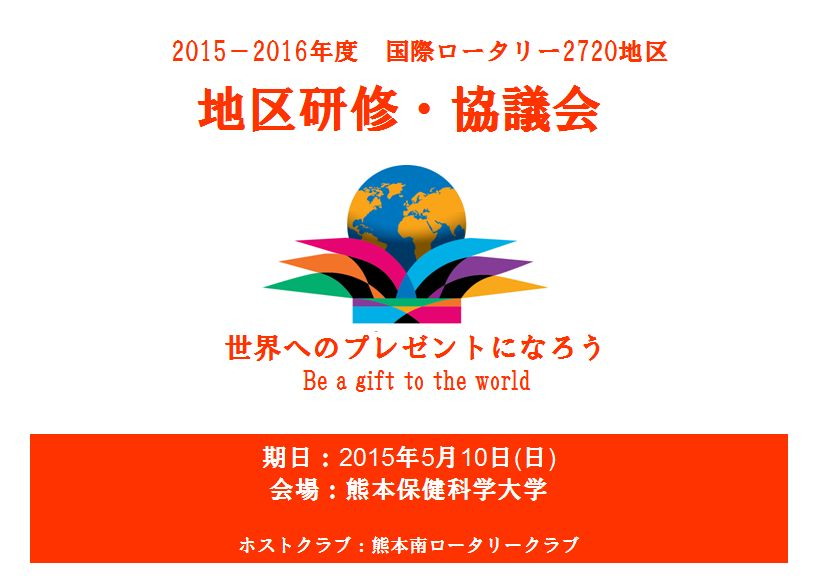 2015－2016年度　国際ロータリー2720地区
地区研修・協議会
世界へのプレゼントになろう
Be a gift to the world
期日：2015年5月10日(日)
会場：熊本保健科学大学
ホストクラブ：熊本南ロータリークラブ